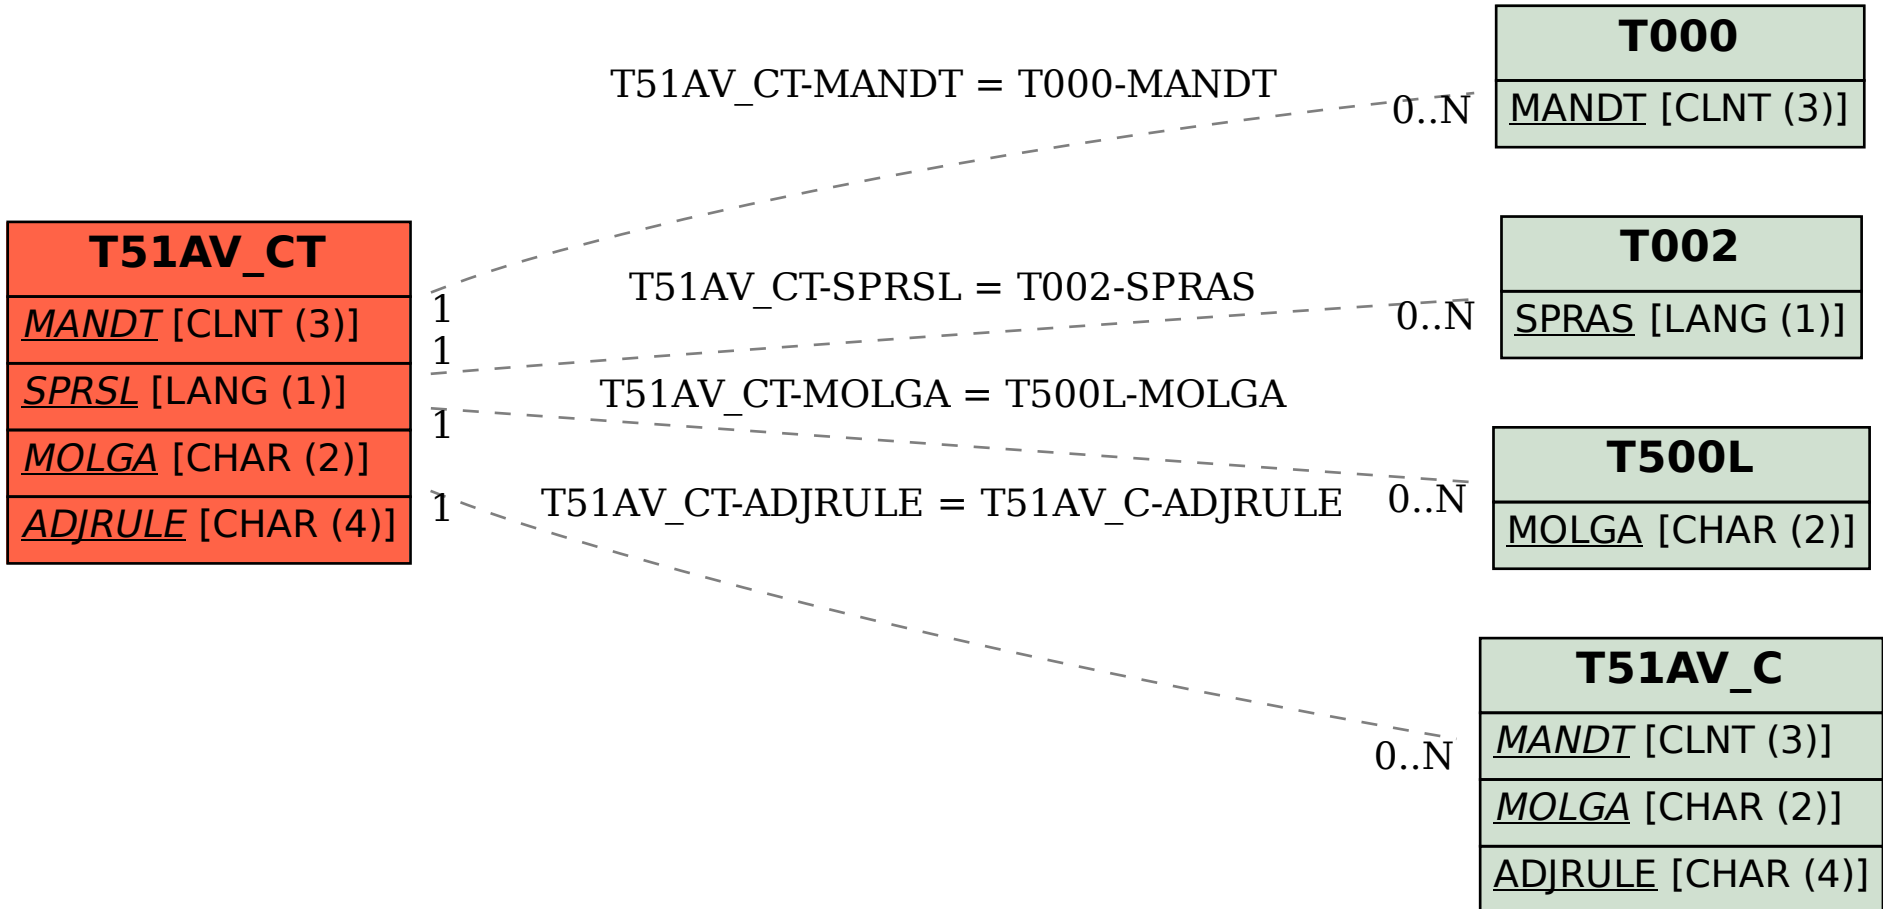 T51AV_CT
MANDT [CLNT (3)]
SPRSL [LANG (1)]
MOLGA [CHAR (2)]
ADJRULE [CHAR (4)]
T51AV_CT-MANDT = T000-MANDT
1
0..N
T51AV_CT-SPRSL = T002-SPRAS
1
0..N
T51AV_CT-MOLGA = T500L-MOLGA
1
0..N
T51AV_CT-ADJRULE = T51AV_C-ADJRULE
1
0..N
T000
MANDT [CLNT (3)]
T002
SPRAS [LANG (1)]
T500L
MOLGA [CHAR (2)]
T51AV_C
MANDT [CLNT (3)]
MOLGA [CHAR (2)]
ADJRULE [CHAR (4)]